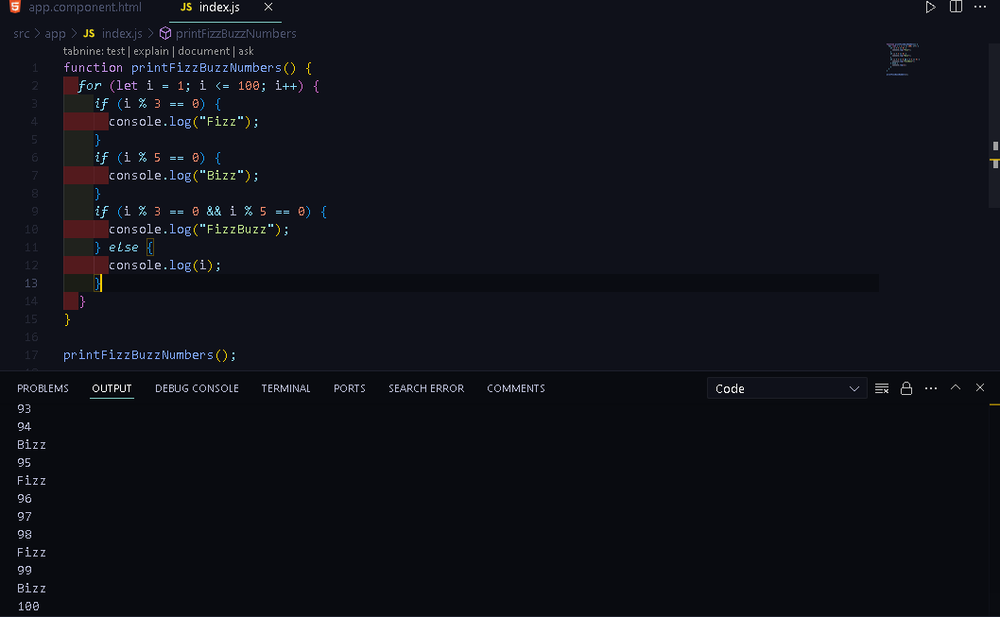 app.component.html
JS index.js
src > app > JS index.js > printFizzBuzzNumbers
tabnine: test | explain | document | ask
1 function printFizzBuzzNumbers() {
2 for (let i = 1; i <= 100; i++) {
3 if (i % 3 == 0) {
4 console.log("Fizz");
5 }
6 if (i % 5 == 0) {
7 console.log("Bizz");
8 }
9 if (i % 3 == 0 && i % 5 == 0) {
10 console.log("FizzBuzz");
11 } else {
12 console.log(i);
13 }
14 }
15 }
16
17 printFizzBuzzNumbers();
PROBLEMS OUTPUT DEBUG CONSOLE TERMINAL PORTS SEARCH ERROR COMMENTS Code
93
94
Bizz
95
Fizz
96
97
98
Fizz
99
Bizz
100